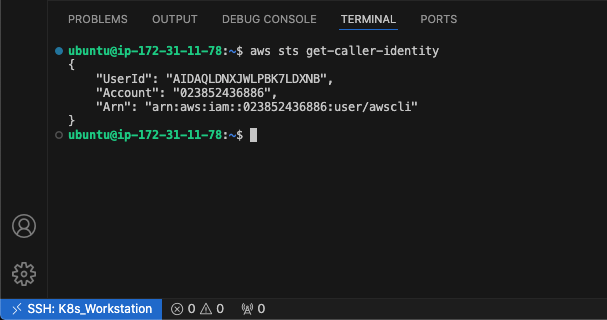 PROBLEMS OUTPUT DEBUG CONSOLE TERMINAL PORTS
ubuntu@ip-172-31-11-78:~$ aws sts get-caller-identity
{
    "UserId": "AIDAQLDNXJWLPBK7LDXNB",
    "Account": "023852436886",
    "Arn": "arn:aws:iam::023852436886:user/awscli"
}
ubuntu@ip-172-31-11-78:~$
SSH: K8s_Workstation 0 0 0